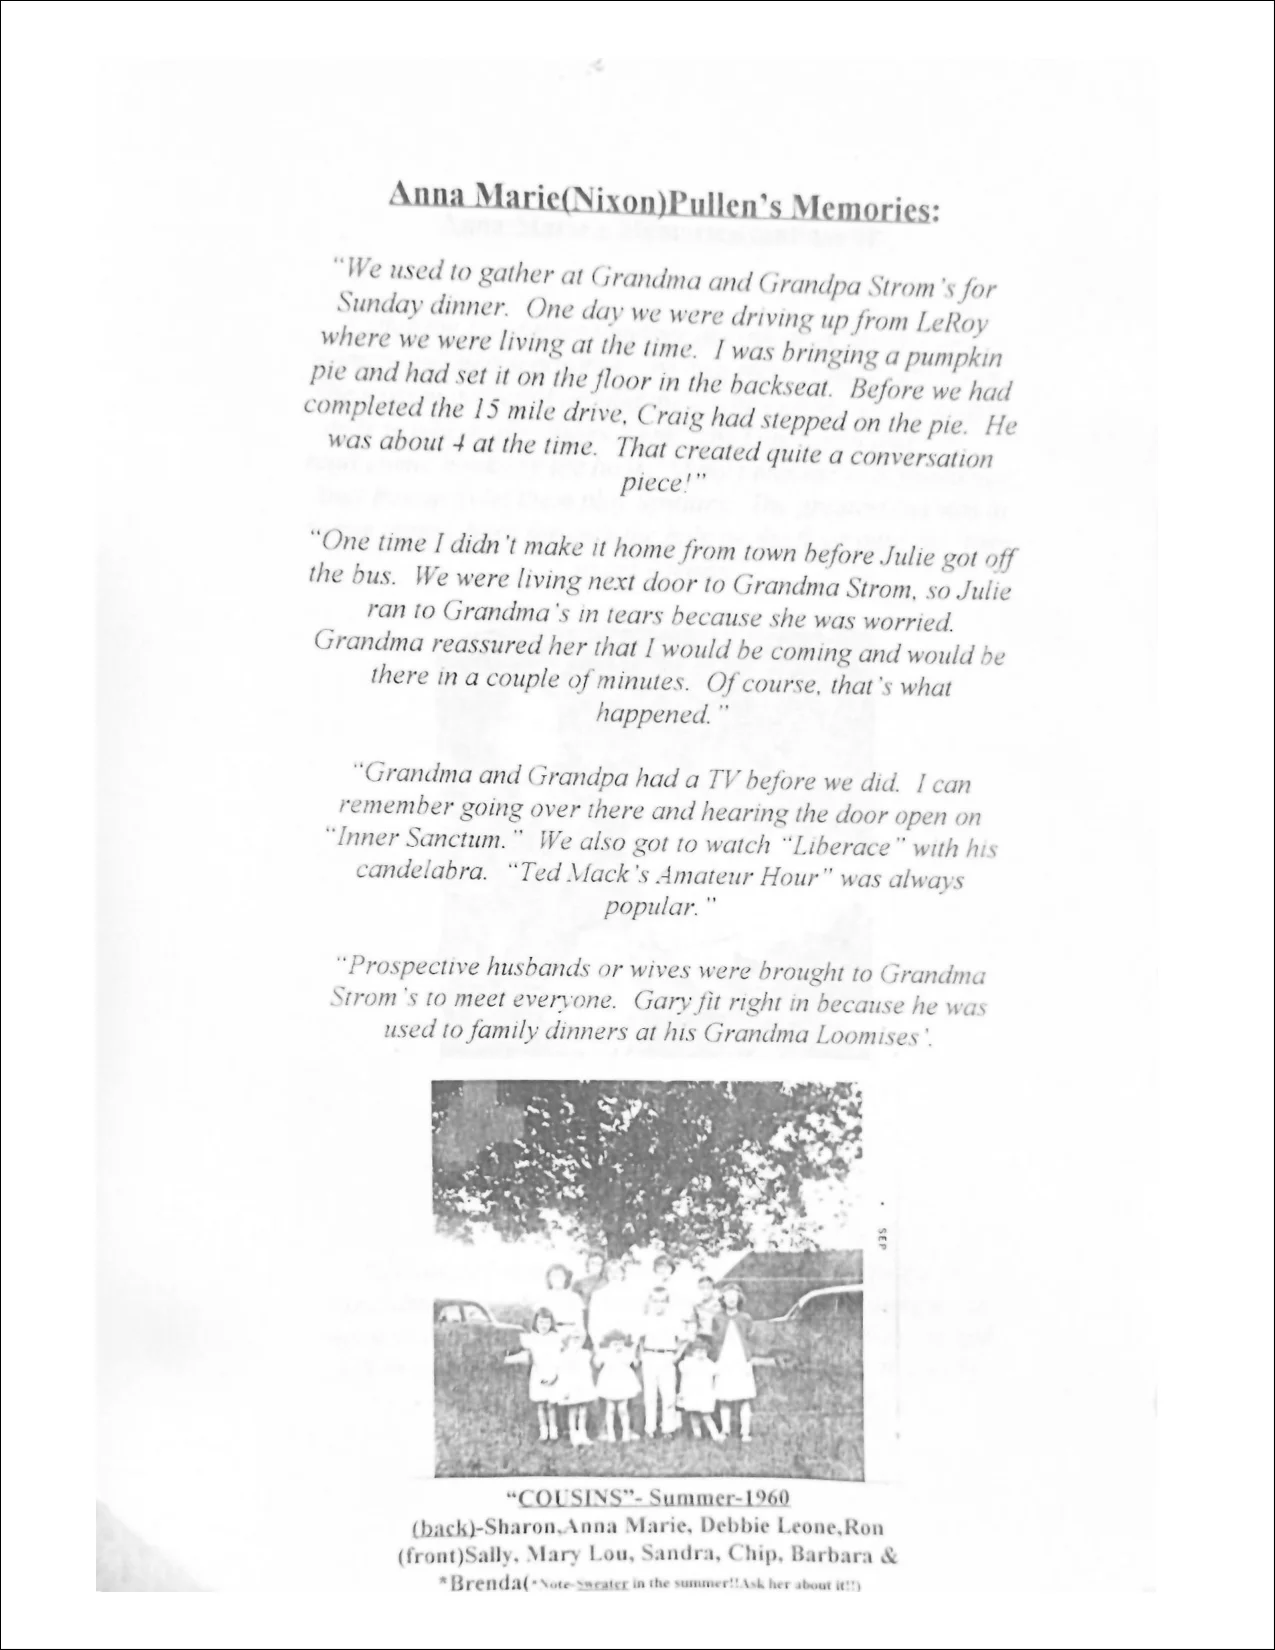 Anna Marie(Nixon)Pullen's Memories:
"We used to gather at Grandma and Grandpa Strom's for
Sunday dinner.  One day we were driving up from LeRoy
where we were living at the time.  I was bringing a pumpkin
pie and had set it on the floor in the backseat.  Before we had
completed the 15 mile drive, Craig had stepped on the pie.  He
was about 4 at the time.  That created quite a conversation
piece!"
"One time I didn't make it home from town before Julie got off
the bus.  We were living next door to Grandma Strom, so Julie
ran to Grandma's in tears because she was worried.
Grandma reassured her that I would be coming and would be
there in a couple of minutes.  Of course, that's what
happened."
"Grandma and Grandpa had a TV before we did.  I can
remember going over there and hearing the door open on
"Inner Sanctum."  We also got to watch "Liberace" with his
candelabra.  "Ted Mack's Amateur Hour" was always
popular."
"Prospective husbands or wives were brought to Grandma
Strom's to meet everyone.  Gary fit right in because he was
used to family dinners at his Grandma Loomises'.
SEP
"COUSINS"- Summer-1960
(back)-Sharon,Anna Marie, Debbie Leone,Ron
(front)Sally, Mary Lou, Sandra, Chip, Barbara &
*Brenda(*Note-Sweater in the summer!!Ask her about it!!)